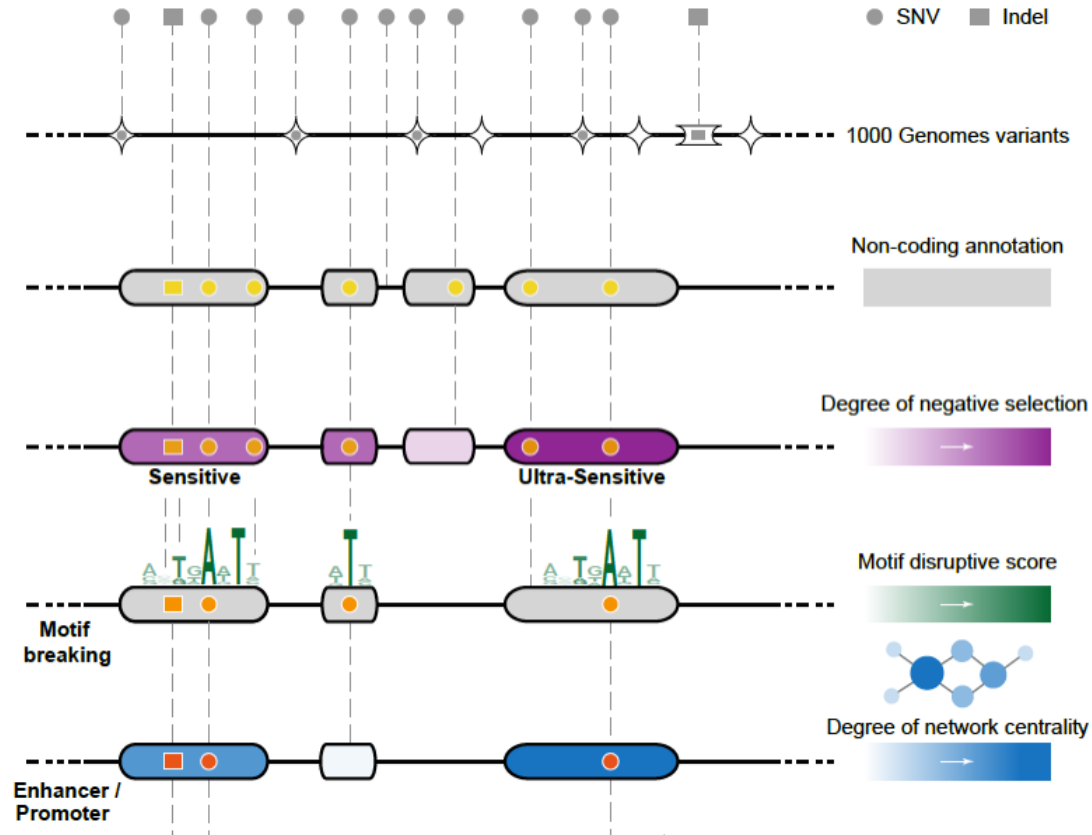 SNV
Indel
1000 Genomes variants
Non-coding annotation
Degree of negative selection
Sensitive
Ultra-Sensitive
A T G A A T T
A T T
A T G A A T T
Motif disruptive score
Motif
breaking
Degree of network centrality
Enhancer /
Promoter